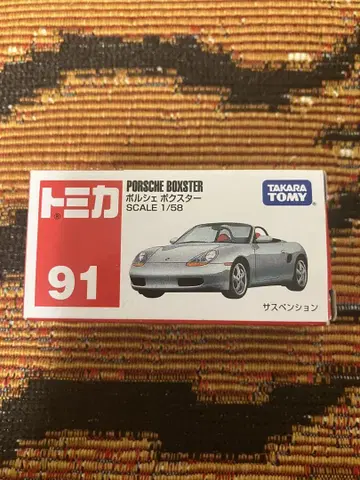 トミカ
91
PORSCHE BOXSTER
ポルシェ ボクスター
SCALE 1/58
TAKARA
TOMY
サスペンション